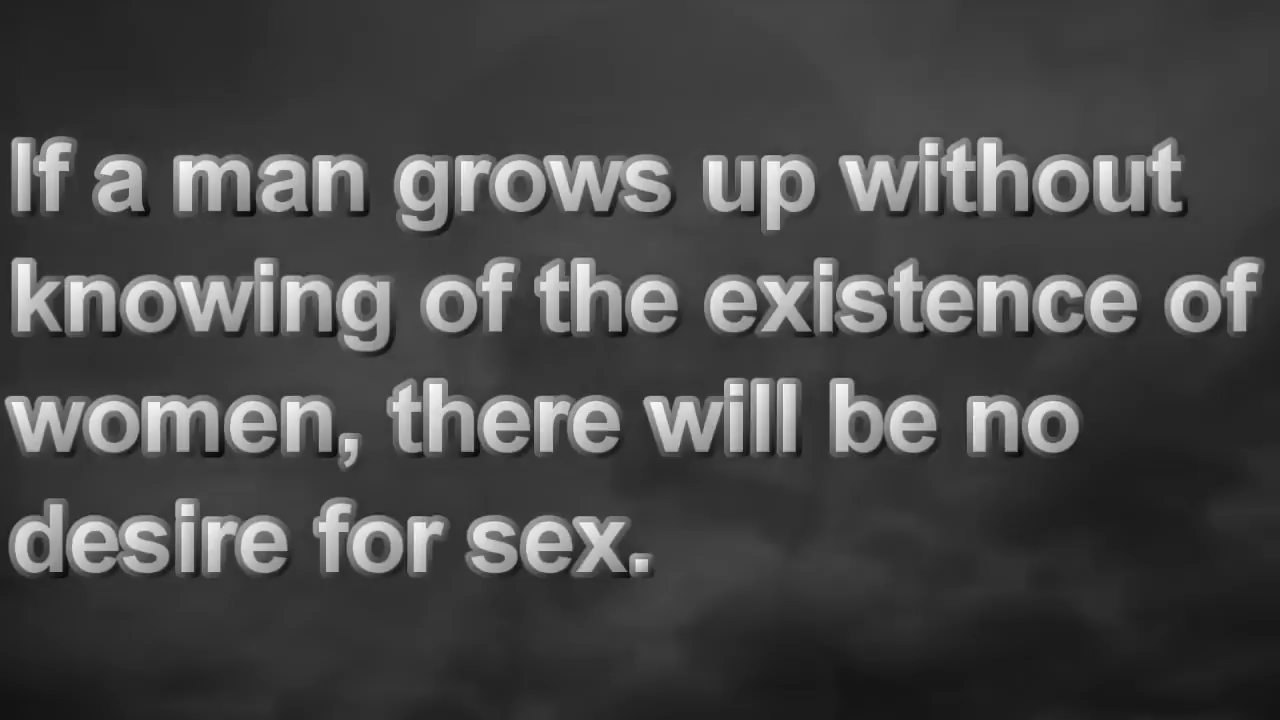 If a man grows up without
knowing of the existence of
women, there will be no
desire for sex.